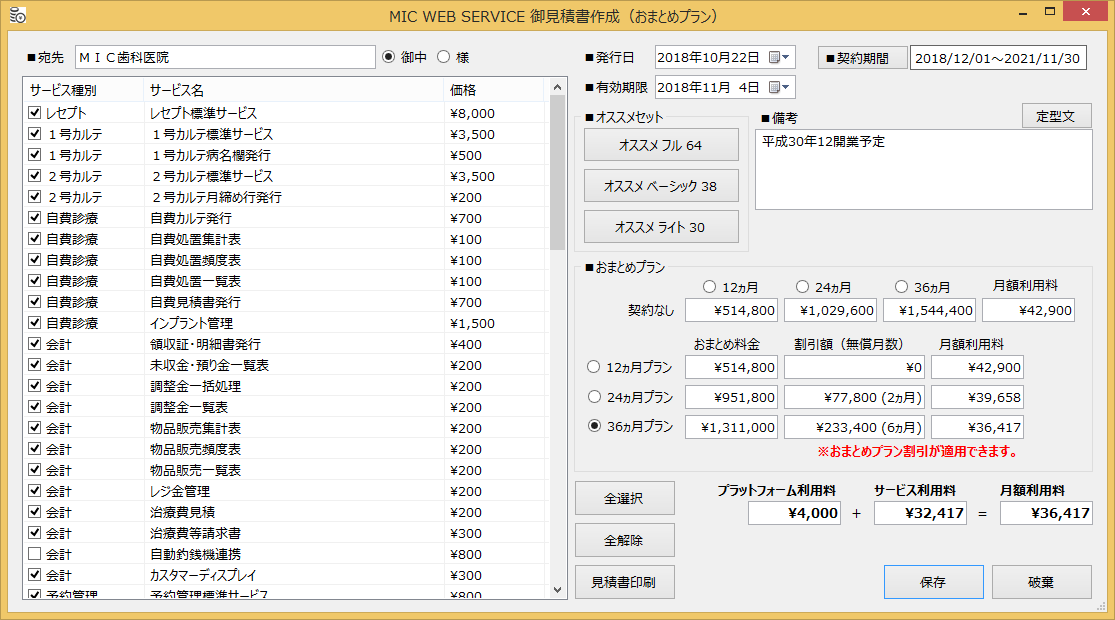 MIC WEB SERVICE 御見積書作成（おまとめプラン）
■宛先 ＭＩＣ歯科医院 御中 様
■発行日 2018年10月22日 ■契約期間 2018/12/01～2021/11/30
■有効期限 2018年11月 4日
サービス種別 サービス名 価格
レセプト レセプト標準サービス ¥8,000
１号カルテ １号カルテ標準サービス ¥3,500
１号カルテ １号カルテ病名欄発行 ¥500
２号カルテ ２号カルテ標準サービス ¥3,500
２号カルテ ２号カルテ月締め行発行 ¥200
自費診療 自費カルテ発行 ¥700
自費診療 自費処置集計表 ¥100
自費診療 自費処置頻度表 ¥100
自費診療 自費処置一覧表 ¥100
自費診療 自費見積書発行 ¥700
自費診療 インプラント管理 ¥1,500
会計 領収証・明細書発行 ¥400
会計 未収金・預り金一覧表 ¥200
会計 調整金一括処理 ¥200
会計 調整金一覧表 ¥200
会計 物品販売集計表 ¥200
会計 物品販売頻度表 ¥200
会計 物品販売一覧表 ¥200
会計 レジ金管理 ¥200
会計 治療費見積 ¥200
会計 治療費等請求書 ¥300
会計 自動釣銭機連携 ¥800
会計 カスタマーディスプレイ ¥300
予約管理 予約管理標準サービス ¥800
■オススメセット
オススメ フル 64
オススメ ベーシック 38
オススメ ライト 30
■備考 定型文
平成30年12開業予定
■おまとめプラン
12ヵ月 24ヵ月 36ヵ月 月額利用料
契約なし ¥514,800 ¥1,029,600 ¥1,544,400 ¥42,900
おまとめ料金 割引額（無償月数） 月額利用料
12ヵ月プラン ¥514,800 ¥0 ¥42,900
24ヵ月プラン ¥951,800 ¥77,800 (2ヵ月) ¥39,658
36ヵ月プラン ¥1,311,000 ¥233,400 (6ヵ月) ¥36,417
※おまとめプラン割引が適用できます。
全選択 プラットフォーム利用料 サービス利用料 月額利用料
¥4,000 + ¥32,417 = ¥36,417
全解除
見積書印刷 保存 破棄